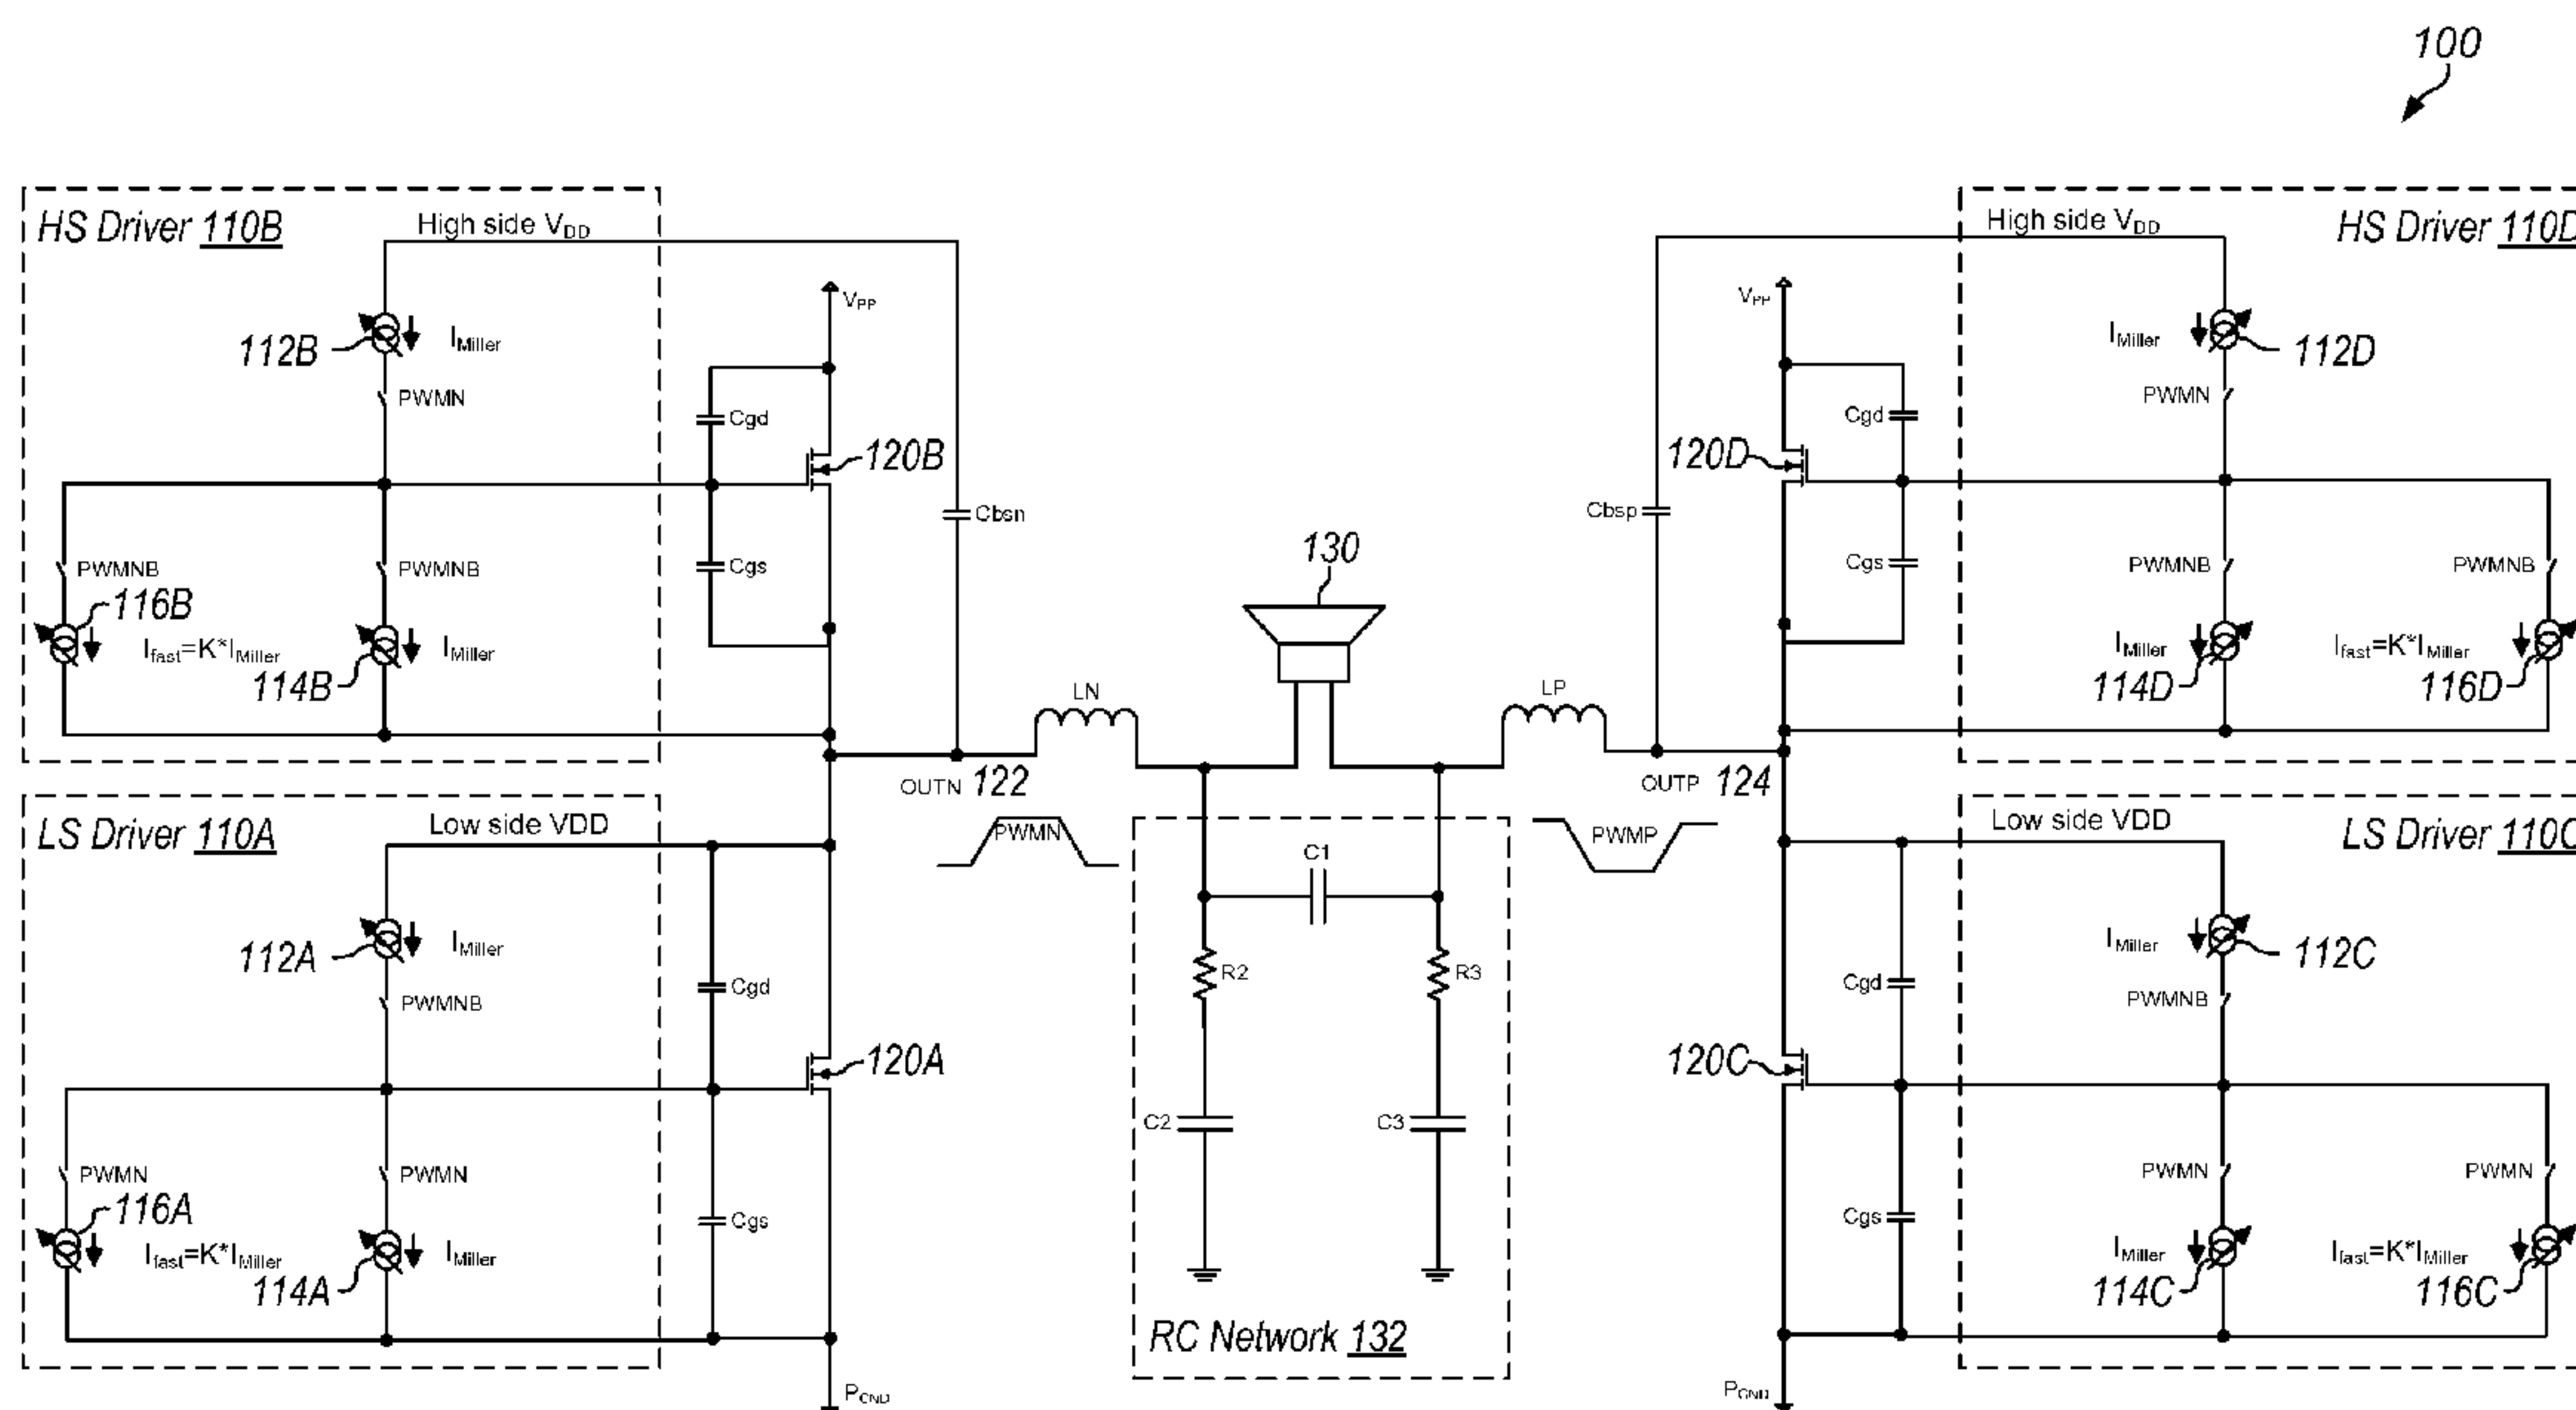 100
HS Driver 110B
High side VDD
112B
IMiller
PWMN
VPP
Cgd
120B
Cgs
Cbsn
PWMNB
PWMNB
116B
Ifast=K*IMiller
114B
IMiller
LS Driver 110A
Low side VDD
112A
IMiller
PWMNB
Cgd
120A
PWMN
PWMN
116A
Ifast=K*IMiller
114A
IMiller
Cgs
PGND
LN
OUTN 122
PWMN
130
LP
OUTP 124
PWMP
C1
R2
R3
C2
C3
RC Network 132
High side VDD
HS Driver 110D
VPP
IMiller
112D
PWMN
Cgd
120D
Cbsp
Cgs
PWMNB
PWMNB
IMiller
114D
Ifast=K*IMiller
116D
Low side VDD
LS Driver 110C
IMiller
112C
PWMNB
Cgd
120C
PWMN
PWMN
Cgs
IMiller
114C
Ifast=K*IMiller
116C
PGND